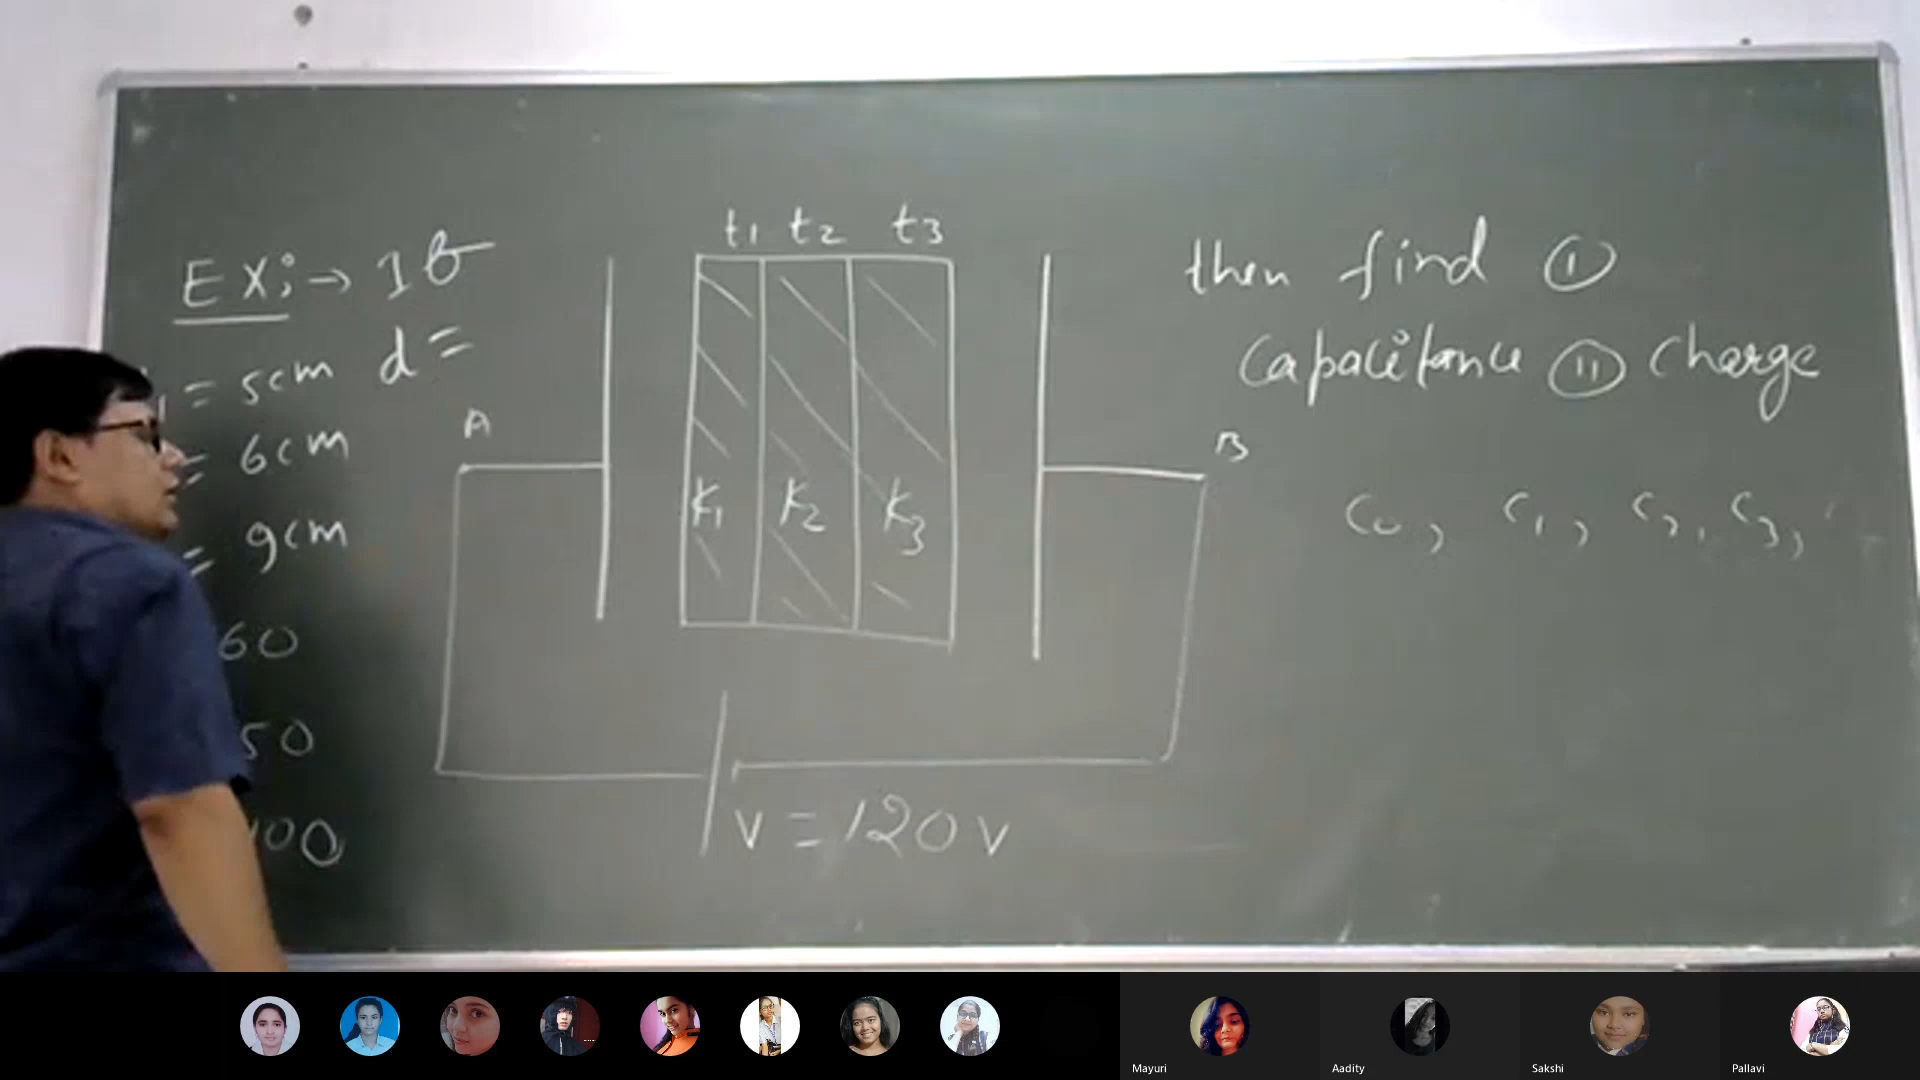 EX:→ If
= 5cm d=
= 6cm
= 9cm
60
50
100
t1 t2 t3
A
K1 K2 K3
B
V=120V
then find (i)
Capacitance (ii) Charge
C0, C1, C2, C3,
Mayuri
Aadity
Sakshi
Pallavi